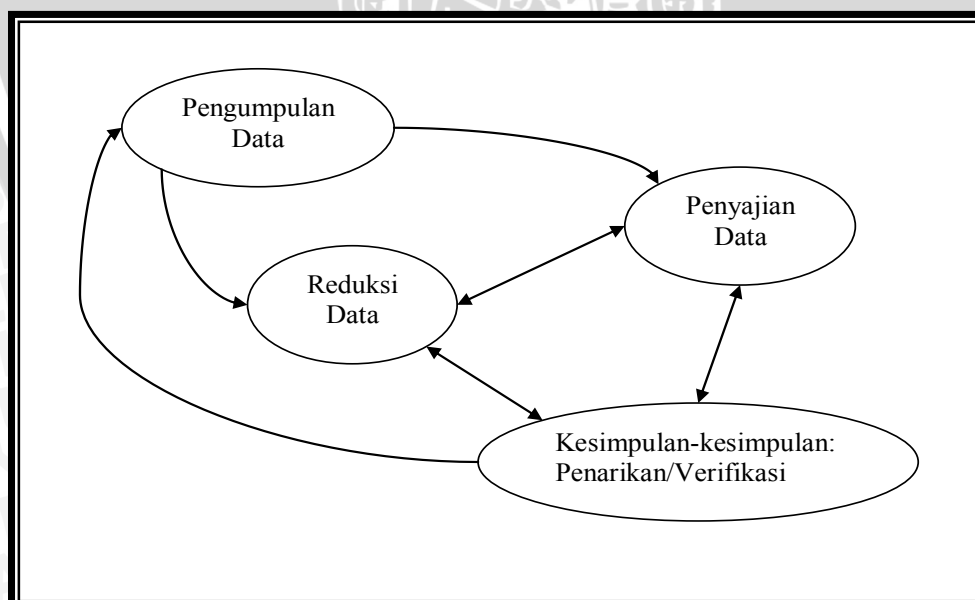 Pengumpulan
Data
Penyajian
Data
Reduksi
Data
Kesimpulan-kesimpulan:
Penarikan/Verifikasi